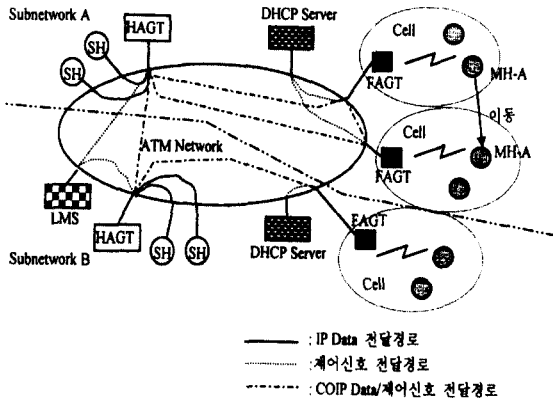 Subnetwork A
HAGT
DHCP Server
Cell
SH
SH
FAGT
MH-A
이동
ATM Network
Cell
MH-A
FAGT
LMS
HAGT
SH
SH
DHCP Server
FAGT
Subnetwork B
Cell
: IP Data 전달경로
: 제어신호 전달경로
: COIP Data/제어신호 전달경로